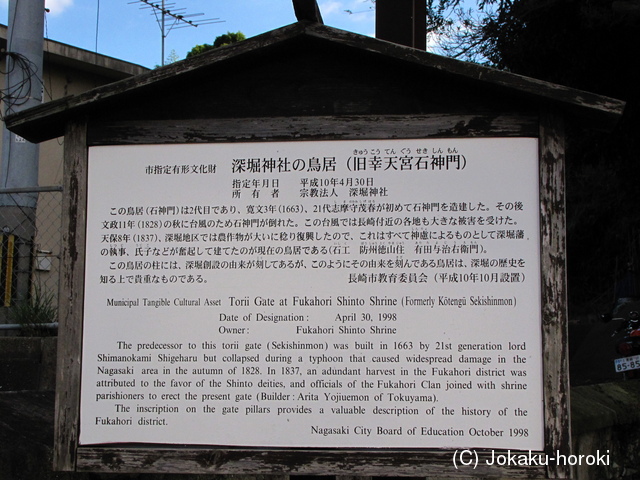 市指定有形文化財 深堀神社の鳥居(旧幸天宮石神門)
きゅうこうてんぐうせきしんもん
指定年月日 平成10年4月30日
所有者 宗教法人 深堀神社
この鳥居(石神門)は2代目であり、寛文3年(1663)、21代志摩守茂春が初めて石神門を造建した。その後
文政11年(1828)の秋に台風のため石神門が倒れた。この台風では長崎付近の各地も大きな被害を受けた。
天保8年(1837)、深堀地区では農作物が大いに稔り復興したので、これはすべて神慮によるものとして深堀藩
の執事、氏子などが奮起して建てたのが現在の鳥居である(石工 防州徳山住 有田与治右衛門)。
この鳥居の柱には、深堀創設の由来が刻してあるが、このようにその由来を刻んである鳥居は、深堀の歴史を
知る上で貴重なものである。 長崎市教育委員会(平成10年10月設置)
Municipal Tangible Cultural Asset Torii Gate at Fukahori Shinto Shrine (Formerly Kōtengū Sekishinmon)
Date of Designation: April 30, 1998
Owner: Fukahori Shinto Shrine
The predecessor to this torii gate (Sekishinmon) was built in 1663 by 21st generation lord
Shimanokami Shigeharu but collapsed during a typhoon that caused widespread damage in the
Nagasaki area in the autumn of 1828. In 1837, an adundant harvest in the Fukahori district was
attributed to the favor of the Shinto deities, and officials of the Fukahori Clan joined with shrine
parishioners to erect the present gate (Builder: Arita Yojiuemon of Tokuyama).
The inscription on the gate pillars provides a valuable description of the history of the
Fukahori district.
Nagasaki City Board of Education October 1998
(C) Jokaku-horoki